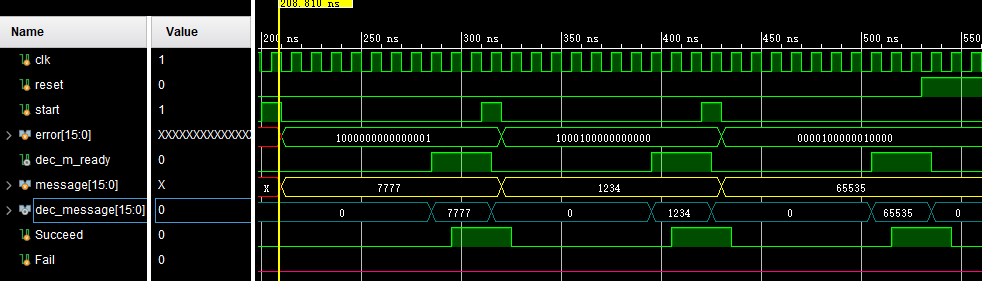 208.810 ns
Name Value
200 ns 250 ns 300 ns 350 ns 400 ns 450 ns 500 ns 550
clk 1
reset 0
start 1
error[15:0] XXXXXXXXXXXXX 1000000000000001 1000100000000000 0000100000010000
dec_m_ready 0
message[15:0] X X 7777 1234 65535
dec_message[15:0] 0 0 7777 0 1234 0 65535 0
Succeed 0
Fail 0